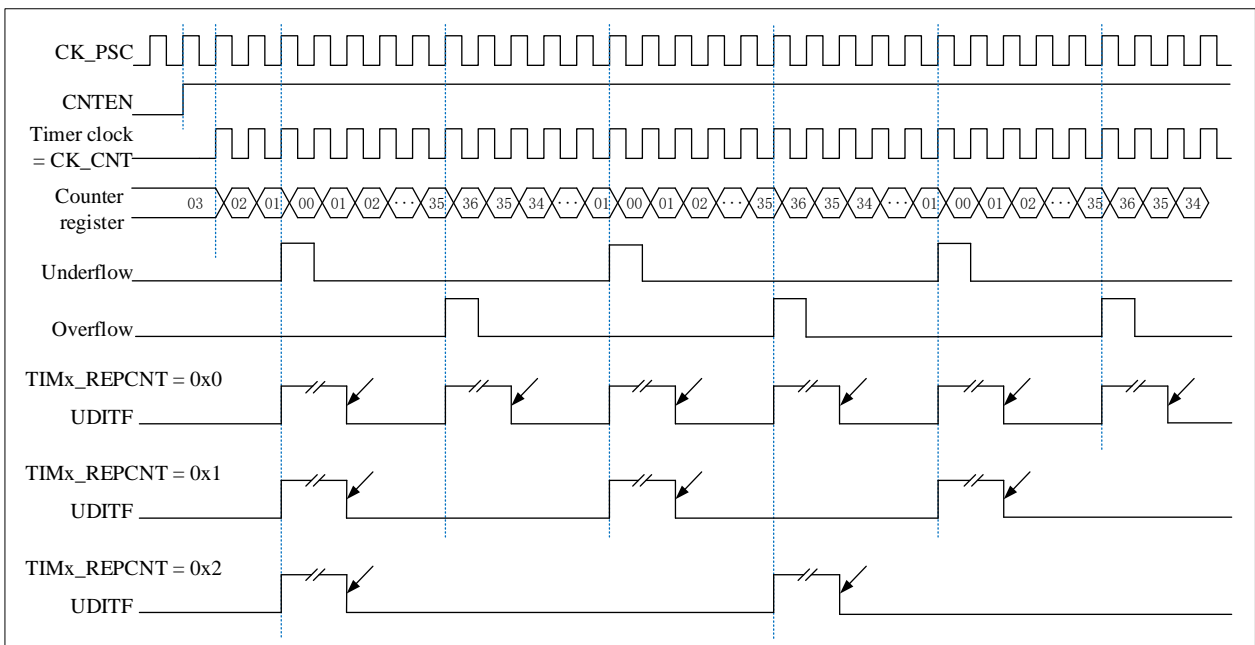 CK_PSC
CNTEN
Timer clock
= CK_CNT
Counter
register
03 02 01 00 01 02 ··· 35 36 35 34 ··· 01 00 01 02 ··· 35 36 35 34 ··· 01 00 01 02 ··· 35 36 35 34
Underflow
Overflow
TIMx_REPCNT = 0x0
UDITF
TIMx_REPCNT = 0x1
UDITF
TIMx_REPCNT = 0x2
UDITF